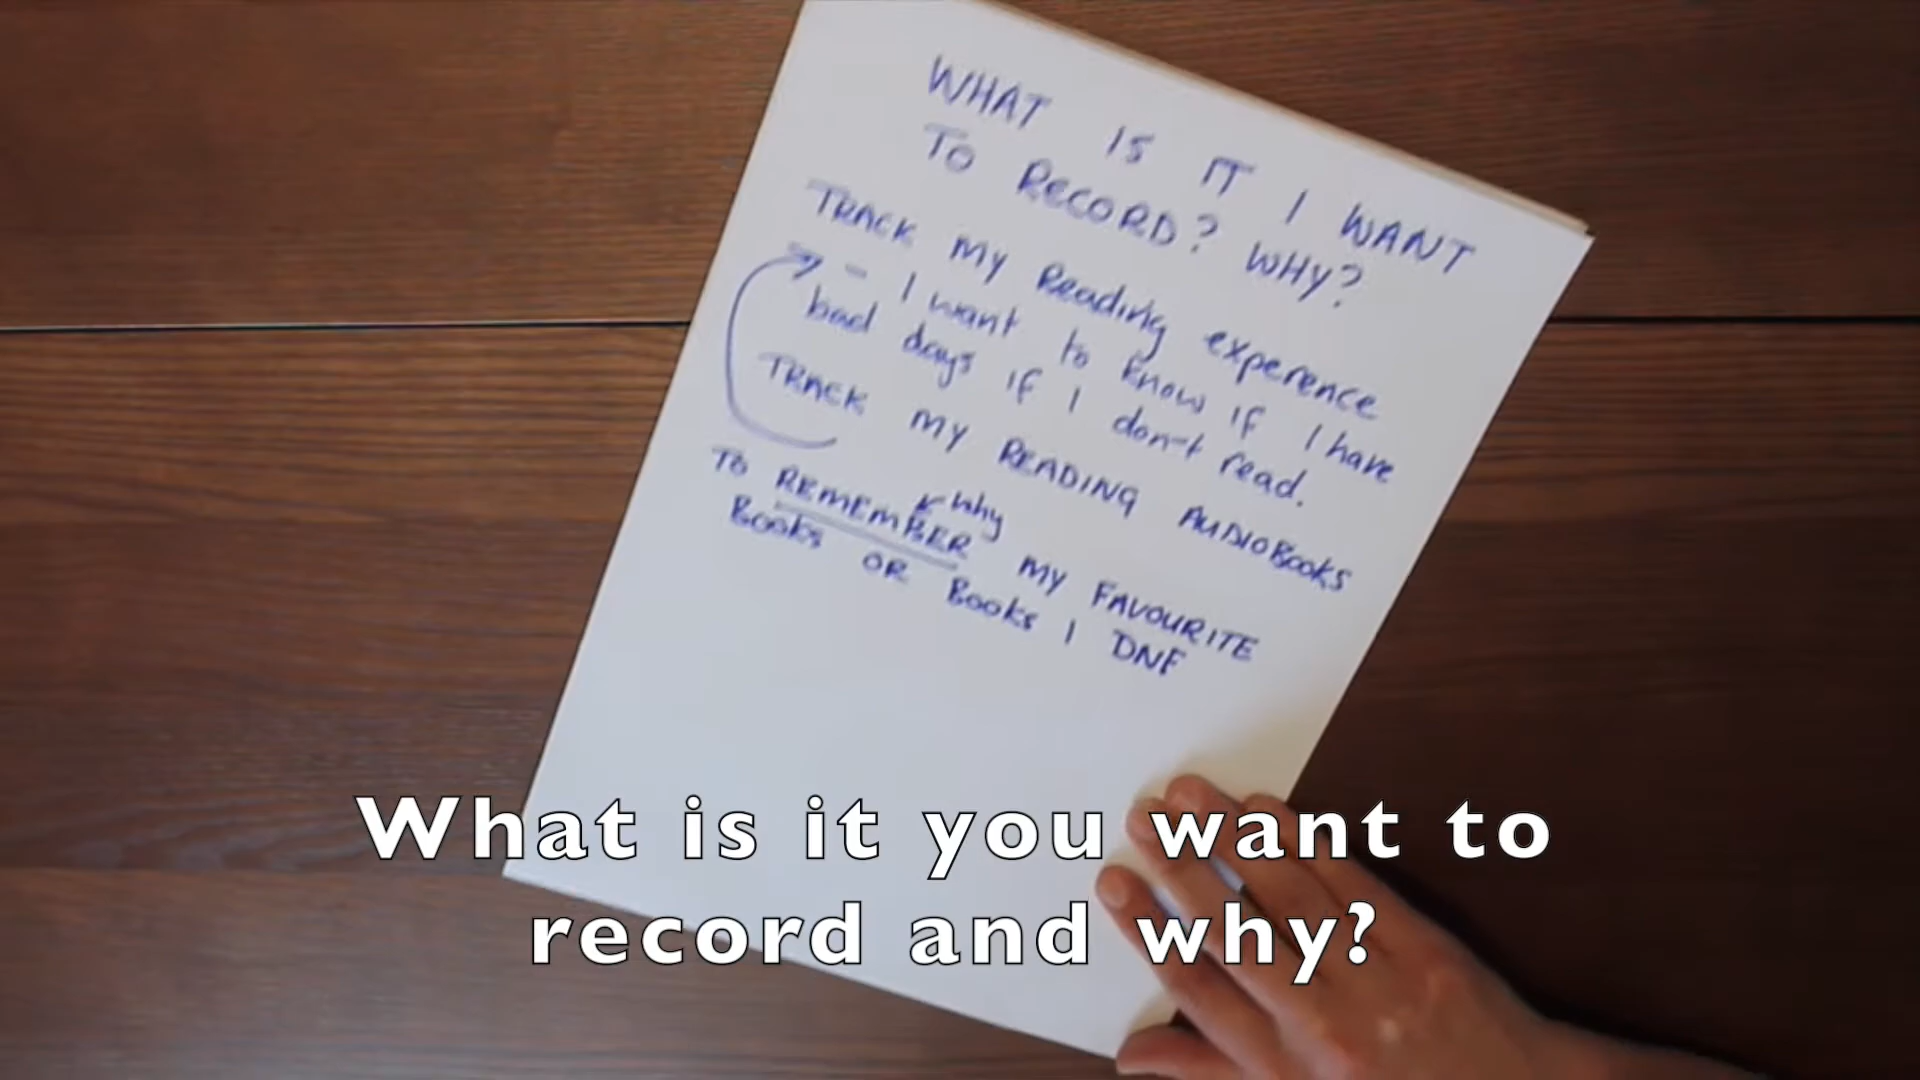 WHAT IS IT I WANT
TO RECORD? WHY?
TRACK MY Reading experence
- I want to know if I have
bad days if I don't read.
TRACK MY READING AUDIOBOOKS
why
TO REMEMBER MY FAVOURITE
BOOKS OR BOOKS I DNF
What is it you want to
record and why?